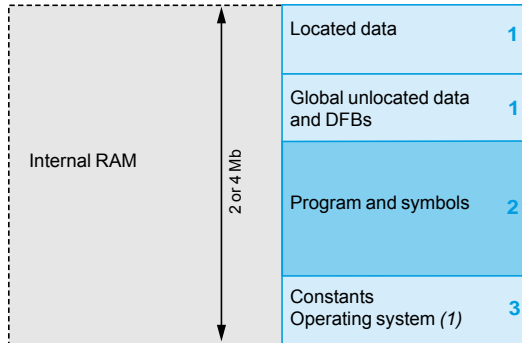 Located data 1
Global unlocated data 1
and DFBs
Internal RAM
2 or 4 Mb
Program and symbols 2
Constants 3
Operating system (1)